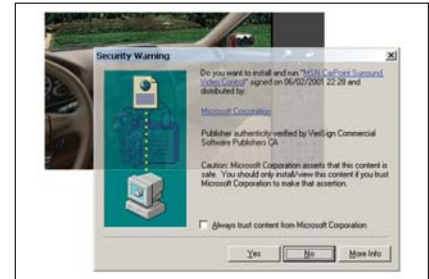 Security Warning
Do you want to install and run "MSN CarPoint Surround
Video Control" signed on 06/02/2001 22:28 and
distributed by:
Microsoft Corporation
Publisher authenticity verified by VeriSign Commercial
Software Publishers CA
Caution: Microsoft Corporation asserts that this content is
safe. You should only install/view this content if you trust
Microsoft Corporation to make that assertion.
Always trust content from Microsoft Corporation
Yes No More Info